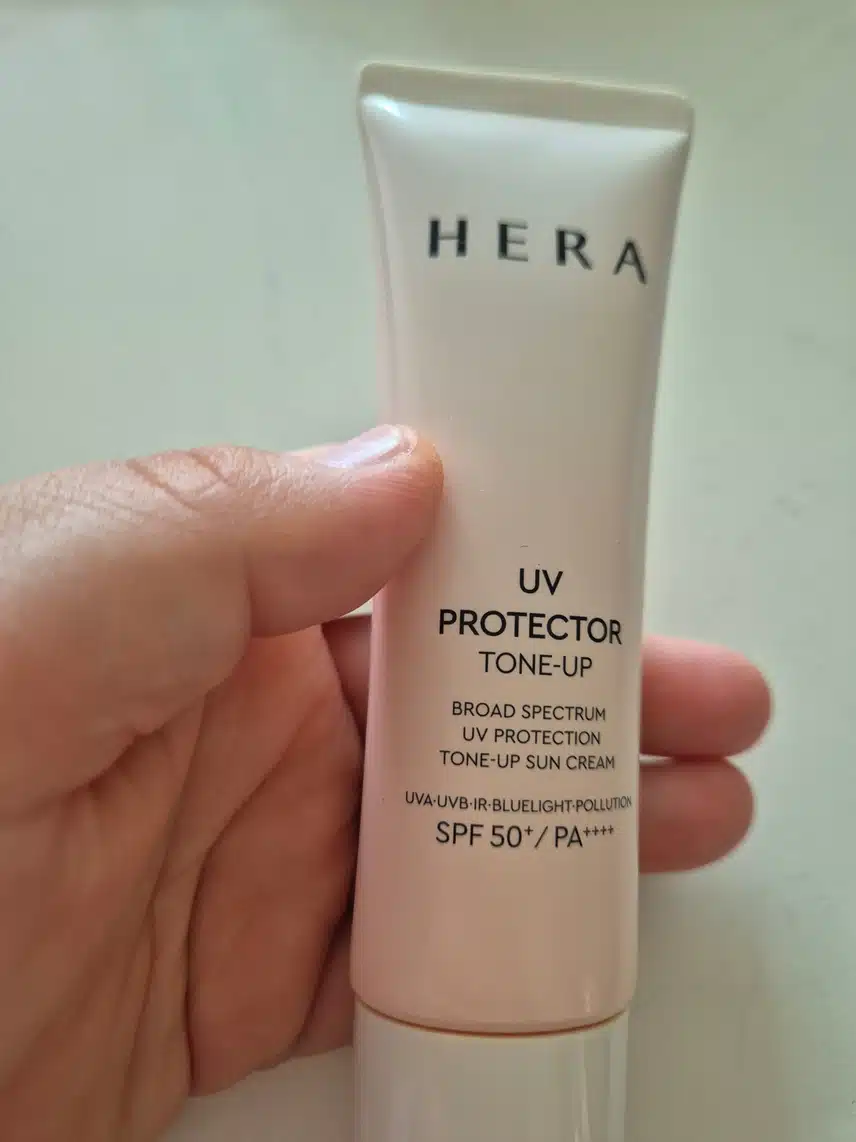 HERA
UV
PROTECTOR
TONE-UP
BROAD SPECTRUM
UV PROTECTION
TONE-UP SUN CREAM
UVA·UVB·IR·BLUELIGHT·POLLUTION
SPF 50⁺/PA⁺⁺⁺⁺